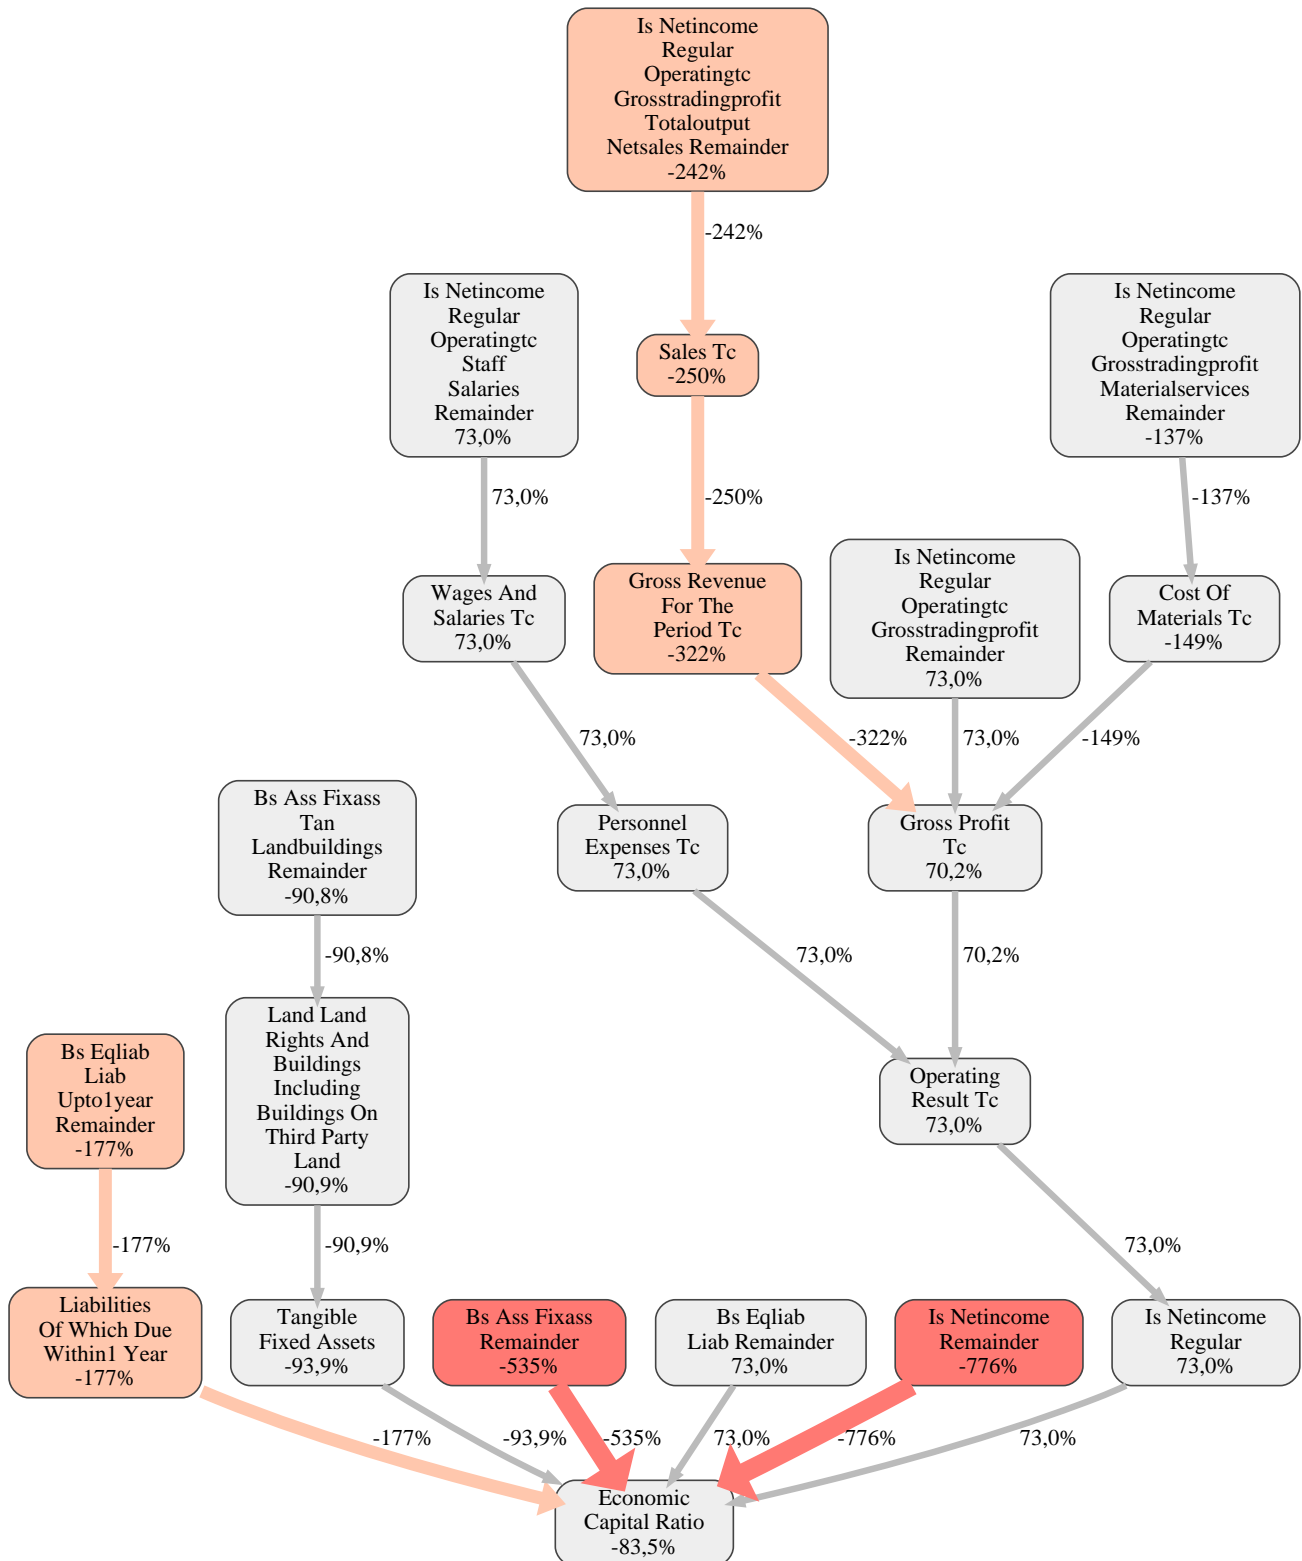 Is Netincome
Regular
Operatingtc
Grosstradingprofit
Totaloutput
Netsales Remainder
-242%
-242%
Is Netincome
Regular
Operatingtc
Staff
Salaries
Remainder
73,0%
Sales Tc
-250%
Is Netincome
Regular
Operatingtc
Grosstradingprofit
Materialservices
Remainder
-137%
73,0%
-250%
-137%
Wages And
Salaries Tc
73,0%
Gross Revenue
For The
Period Tc
-322%
Is Netincome
Regular
Operatingtc
Grosstradingprofit
Remainder
73,0%
Cost Of
Materials Tc
-149%
73,0%
-322%
73,0%
-149%
Bs Ass Fixass
Tan
Landbuildings
Remainder
-90,8%
Personnel
Expenses Tc
73,0%
Gross Profit
Tc
70,2%
-90,8%
73,0%
70,2%
Bs Eqliab
Liab
Upto1year
Remainder
-177%
Land Land
Rights And
Buildings
Including
Buildings On
Third Party
Land
-90,9%
Operating
Result Tc
73,0%
-177%
-90,9%
73,0%
Liabilities
Of Which Due
Within1 Year
-177%
Tangible
Fixed Assets
-93,9%
Bs Ass Fixass
Remainder
-535%
Bs Eqliab
Liab Remainder
73,0%
Is Netincome
Remainder
-776%
Is Netincome
Regular
73,0%
-177%
-93,9%
-535%
73,0%
-776%
73,0%
Economic
Capital Ratio
-83,5%